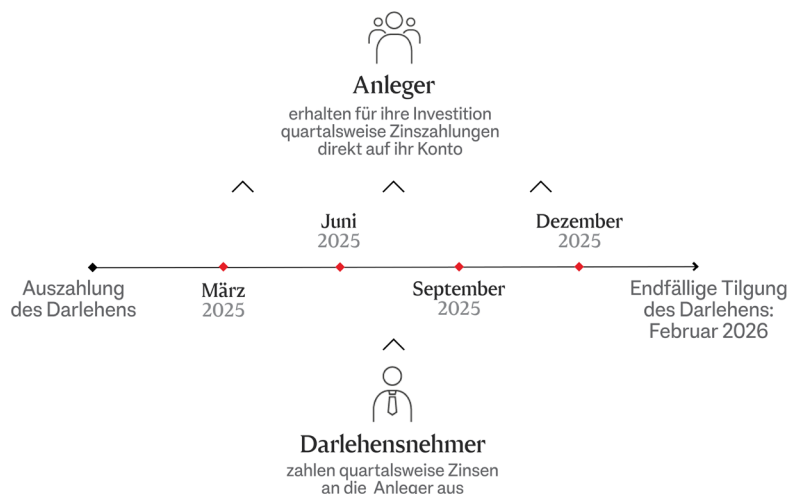 Anleger
erhalten für ihre Investition
quartalsweise Zinszahlungen
direkt auf ihr Konto
Juni
2025
Dezember
2025
Auszahlung
des Darlehens
März
2025
September
2025
Endfällige Tilgung
des Darlehens:
Februar 2026
Darlehensnehmer
zahlen quartalsweise Zinsen
an die Anleger aus